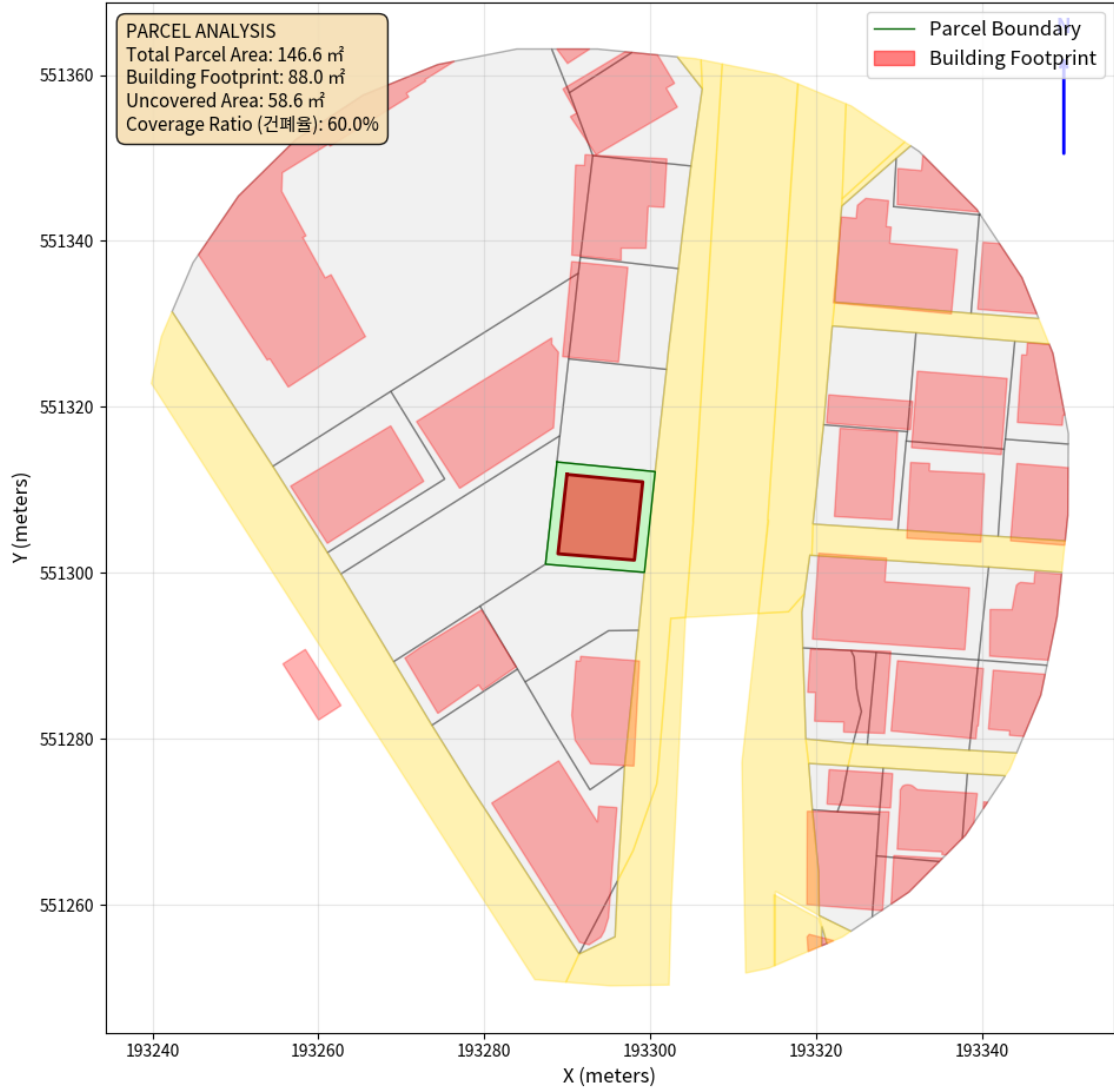 PARCEL ANALYSIS
Total Parcel Area: 146.6 ㎡
Building Footprint: 88.0 ㎡
Uncovered Area: 58.6 ㎡
Coverage Ratio (건폐율): 60.0%
N
Parcel Boundary
Building Footprint
551360
551340
551320
551300
551280
551260
Y (meters)
193240
193260
193280
193300
193320
193340
X (meters)